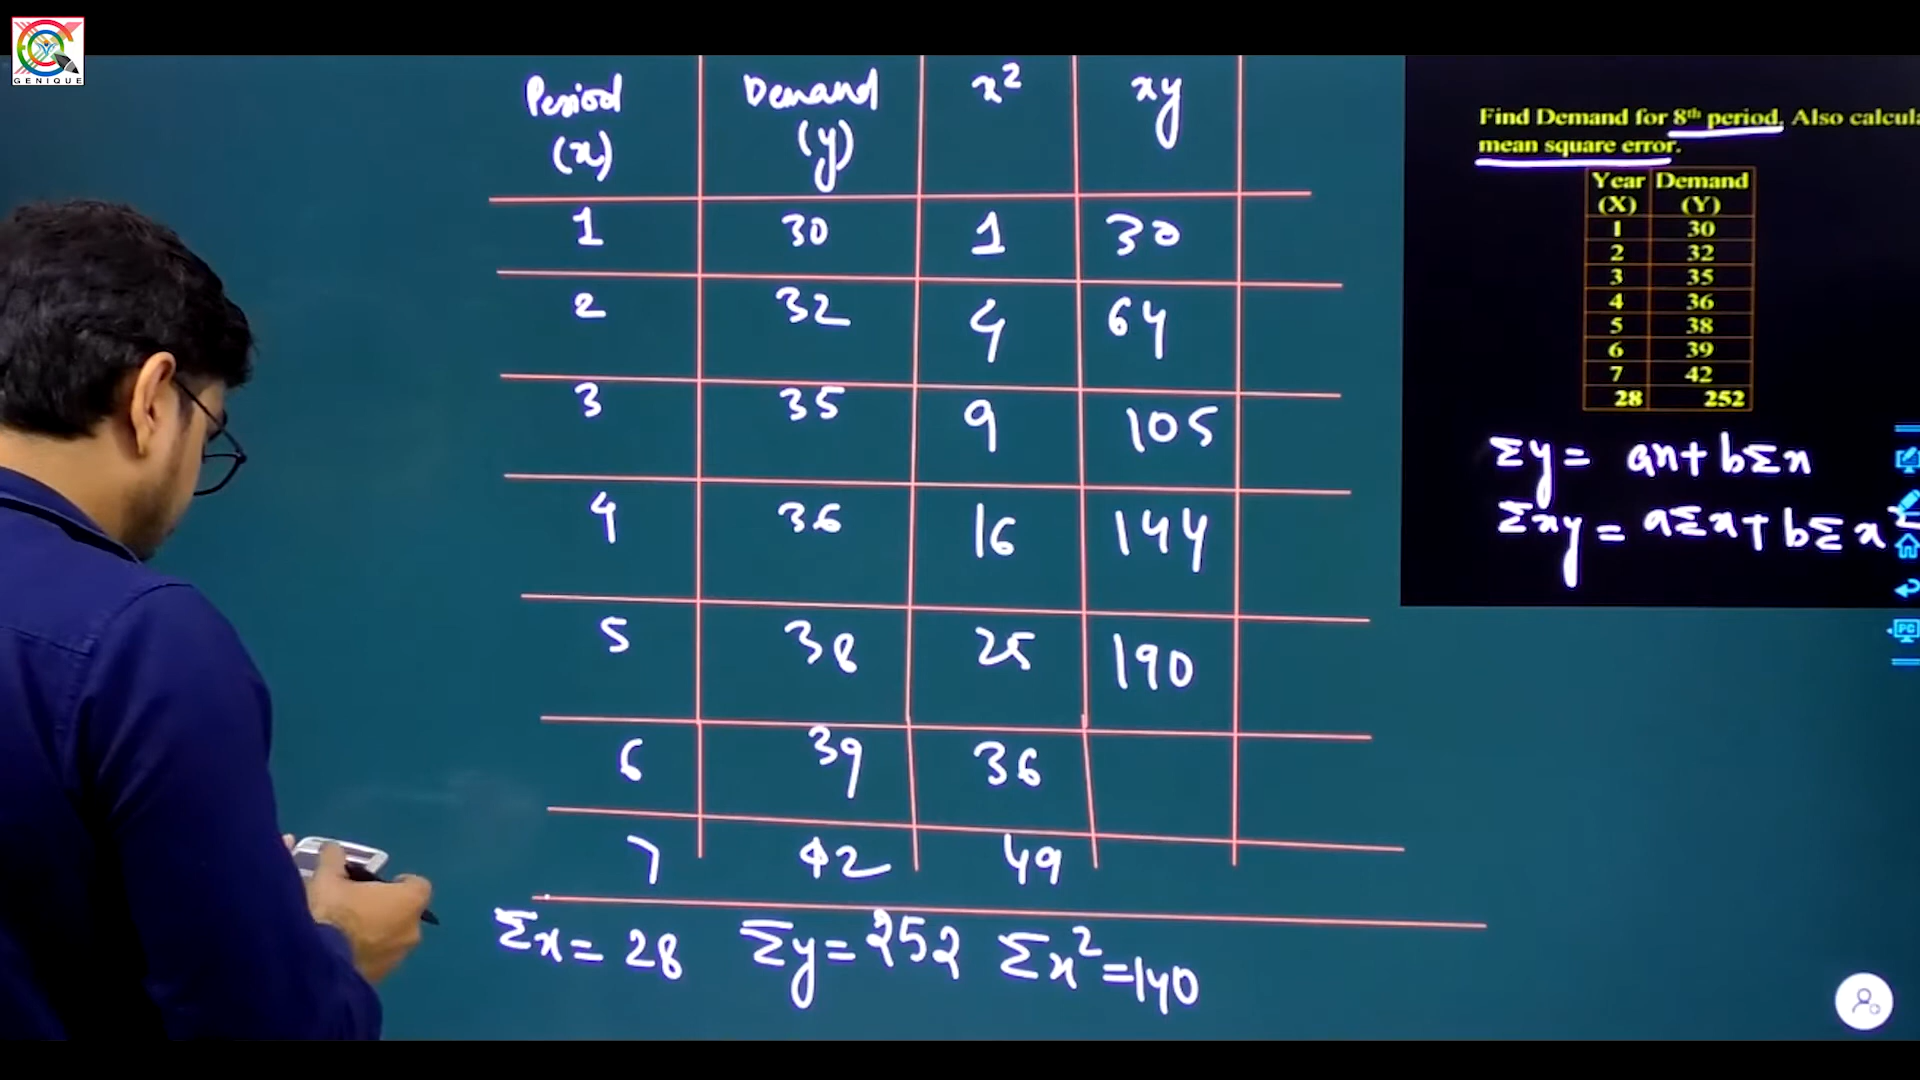 GENIQUE
Period (x) Demand (y) x² xy
1 30 1 30
2 32 4 64
3 35 9 105
4 36 16 144
5 38 25 190
6 39 36
7 42 49
Σx = 28 Σy = 252 Σx² = 140
Find Demand for 8th period. Also calcul
mean square error.
Year (X) Demand (Y)
1 30
2 32
3 35
4 36
5 38
6 39
7 42
28 252
Σy = an + bΣx
Σxy = aΣx + bΣx²
PC